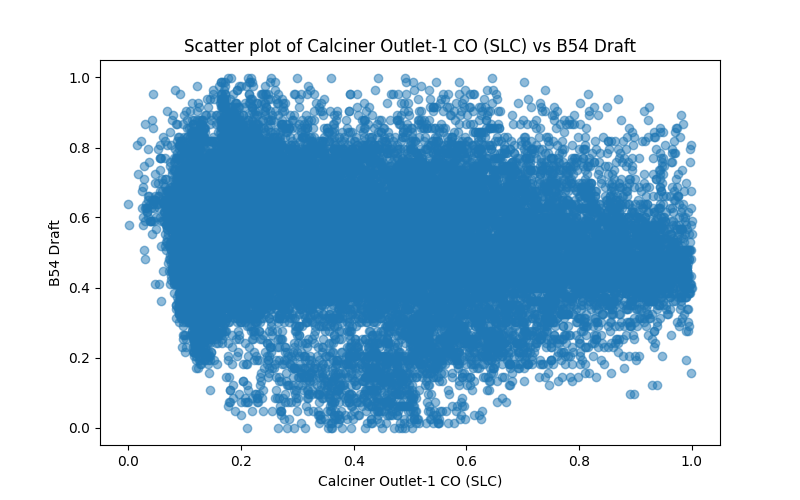 Scatter plot of Calciner Outlet-1 CO (SLC) vs B54 Draft
1.0
0.8
0.6
0.4
0.2
0.0
B54 Draft
0.0 0.2 0.4 0.6 0.8 1.0
Calciner Outlet-1 CO (SLC)